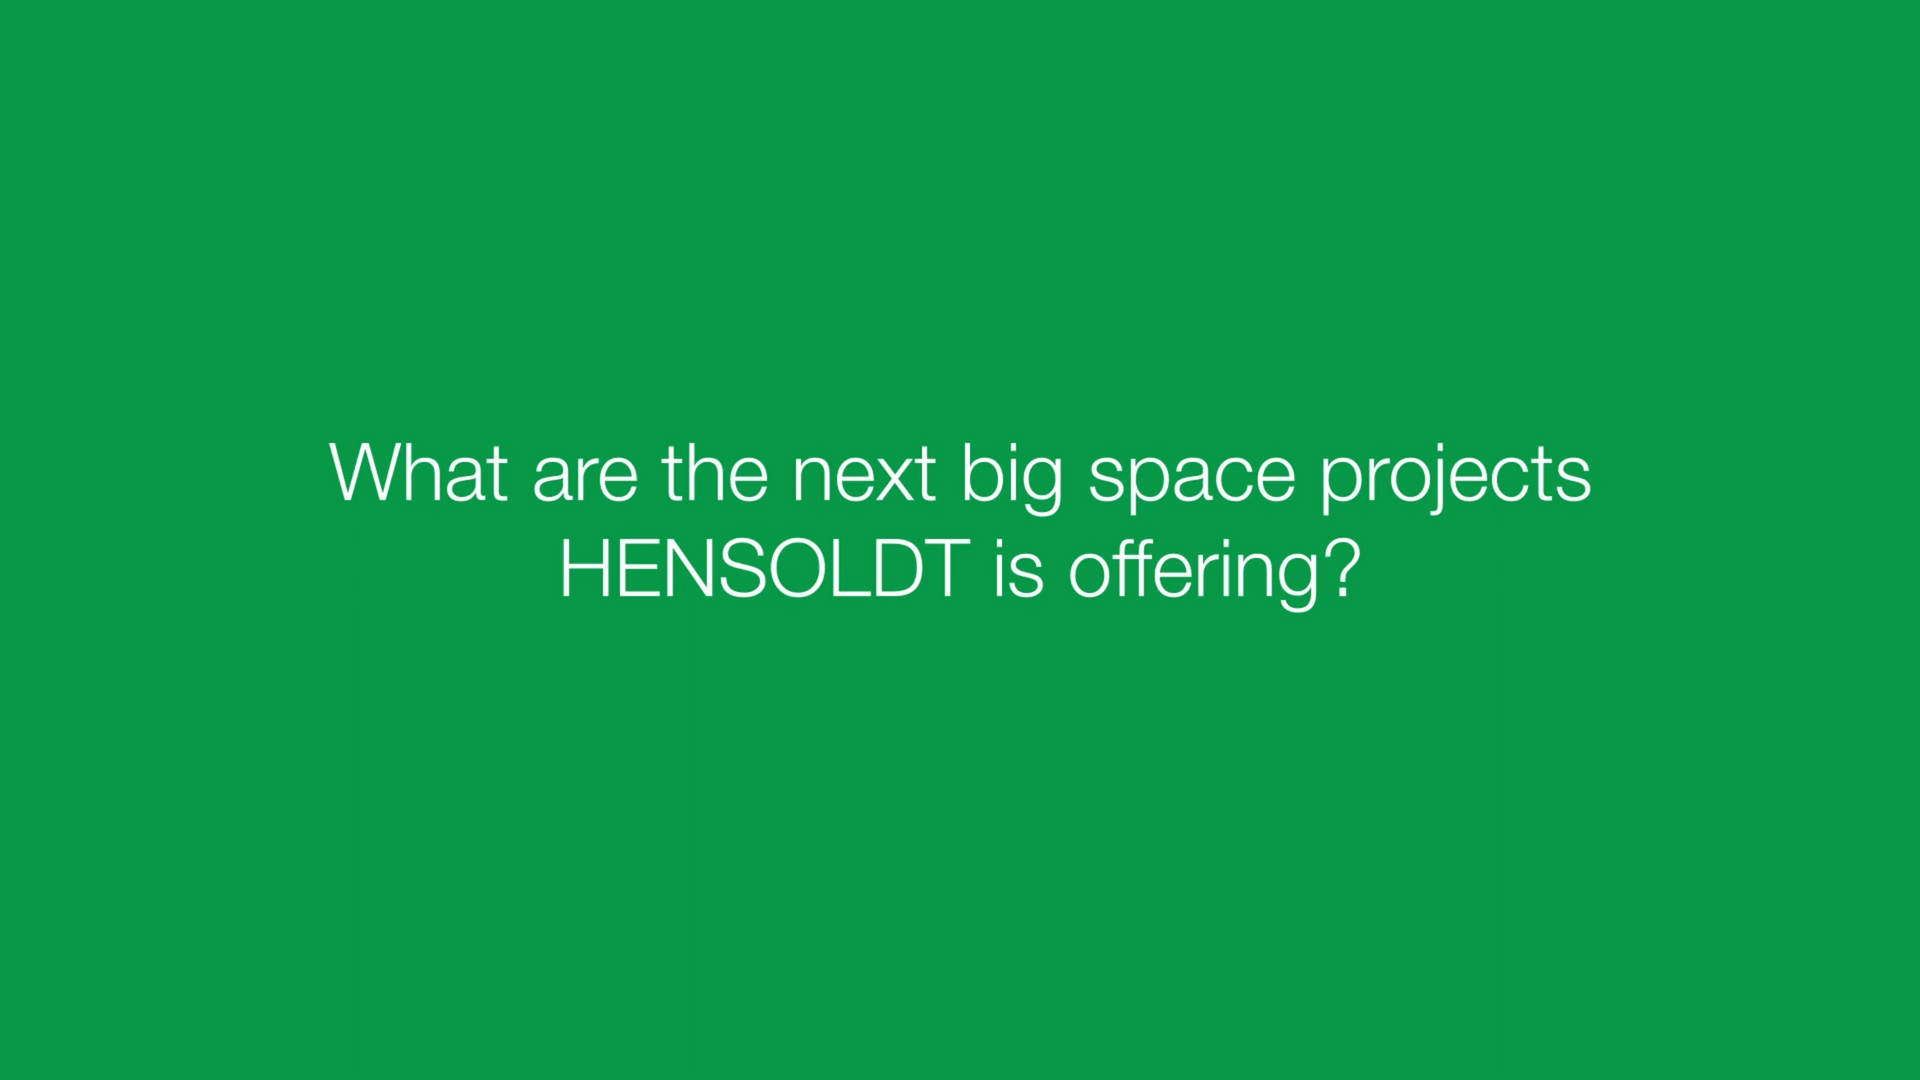 What are the next big space projects
HENSOLDT is offering?